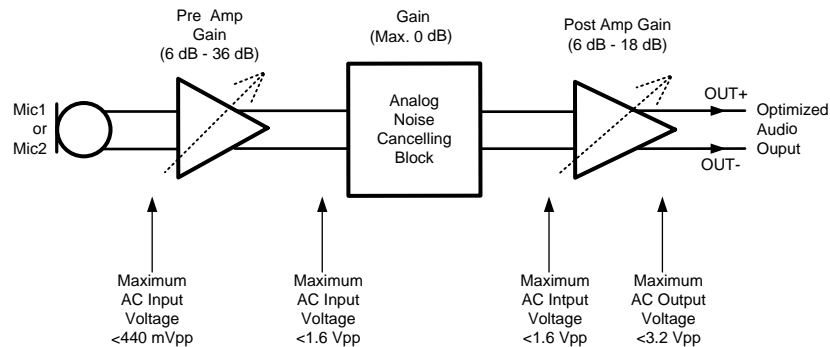 Pre Amp
Gain
(6 dB - 36 dB)
Gain
(Max. 0 dB)
Post Amp Gain
(6 dB - 18 dB)
Mic1
or
Mic2
Analog
Noise
Cancelling
Block
OUT+
OUT-
Optimized
Audio
Ouput
Maximum
AC Input
Voltage
<440 mVpp
Maximum
AC Input
Voltage
<1.6 Vpp
Maximum
AC Intput
Voltage
<1.6 Vpp
Maximum
AC Output
Voltage
<3.2 Vpp